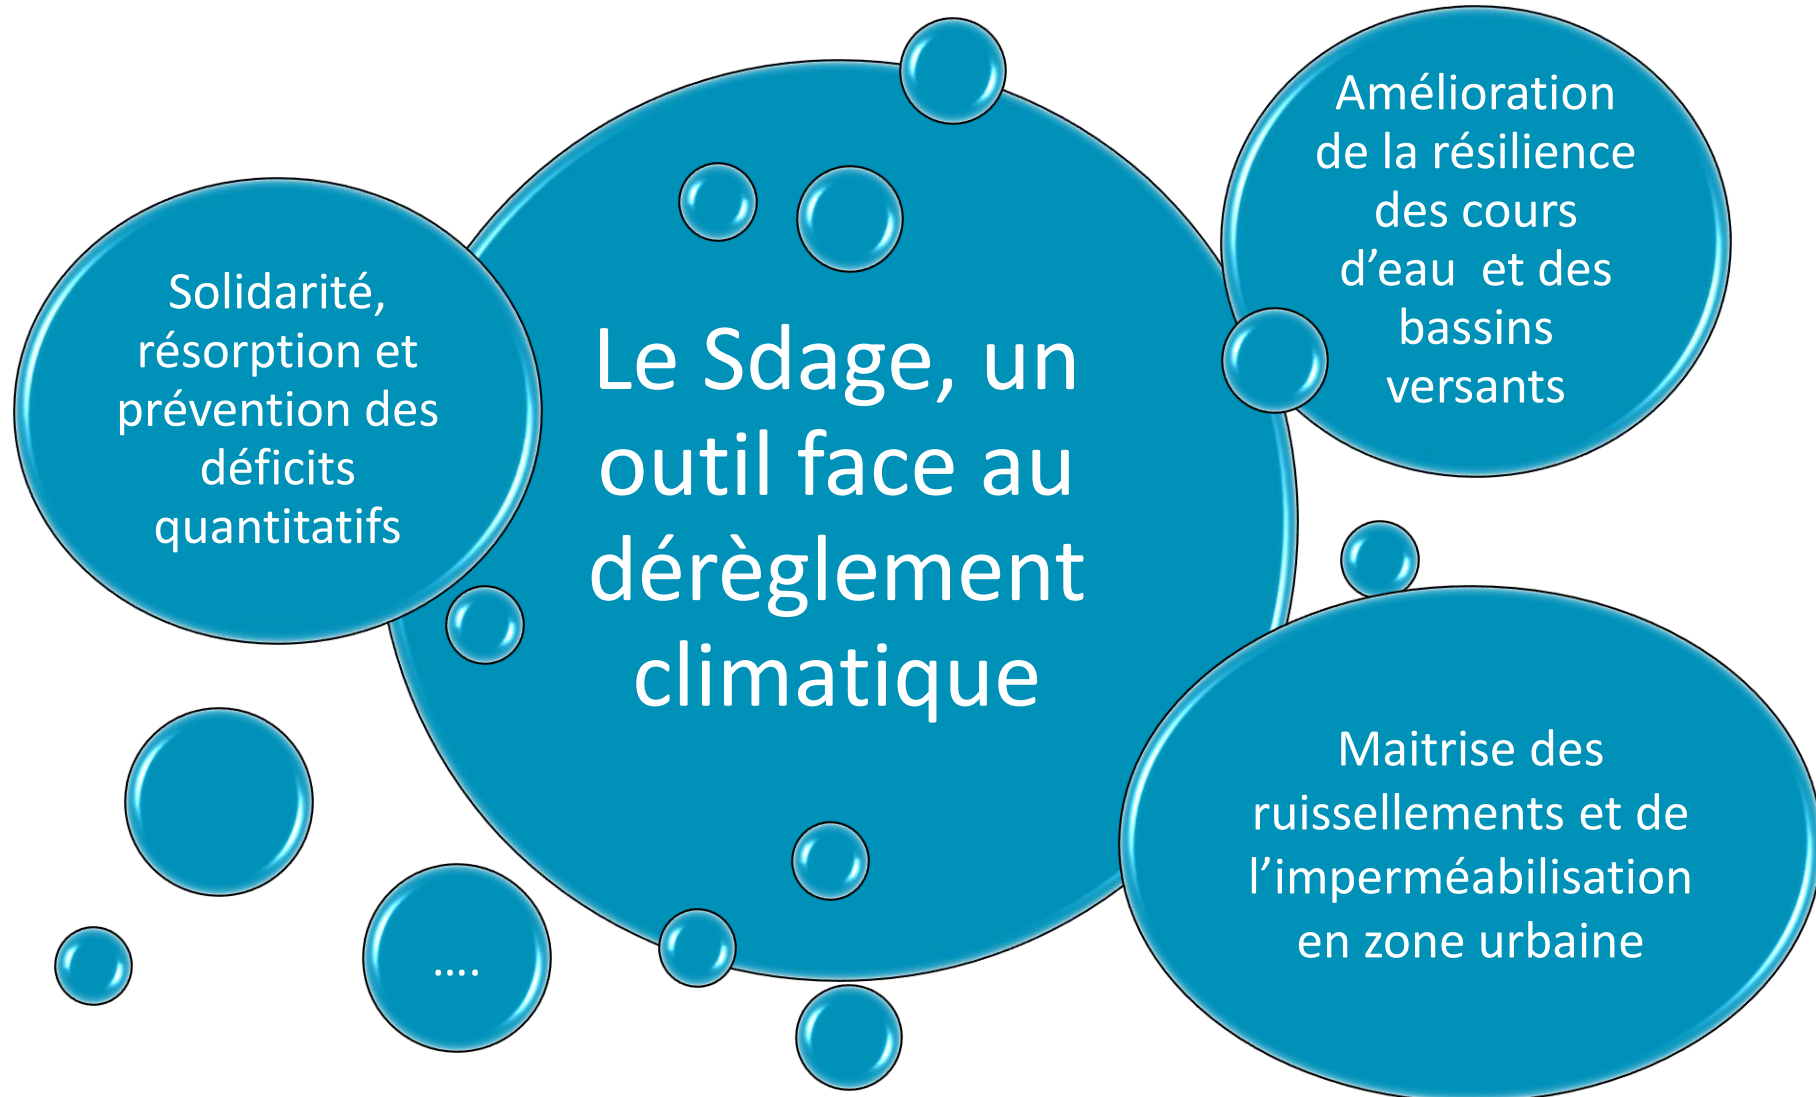 Le Sdage, un
outil face au
dérèglement
climatique
Solidarité,
résorption et
prévention des
déficits
quantitatifs
Amélioration
de la résilience
des cours
d’eau  et des
bassins
versants
Maitrise des
ruissellements et de
l’imperméabilisation
en zone urbaine
....